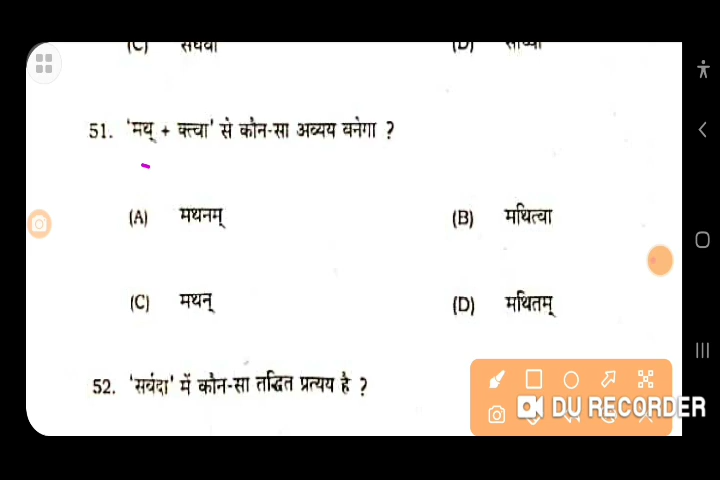 51. 'मथ् + क्त्वा' से कौन-सा अव्यय बनेगा ?
(A) मथनम् (B) मथित्वा
(C) मथन् (D) मथितम्
52. 'सर्वदा' में कौन-सा तद्धित प्रत्यय है ?
DU RECORDER